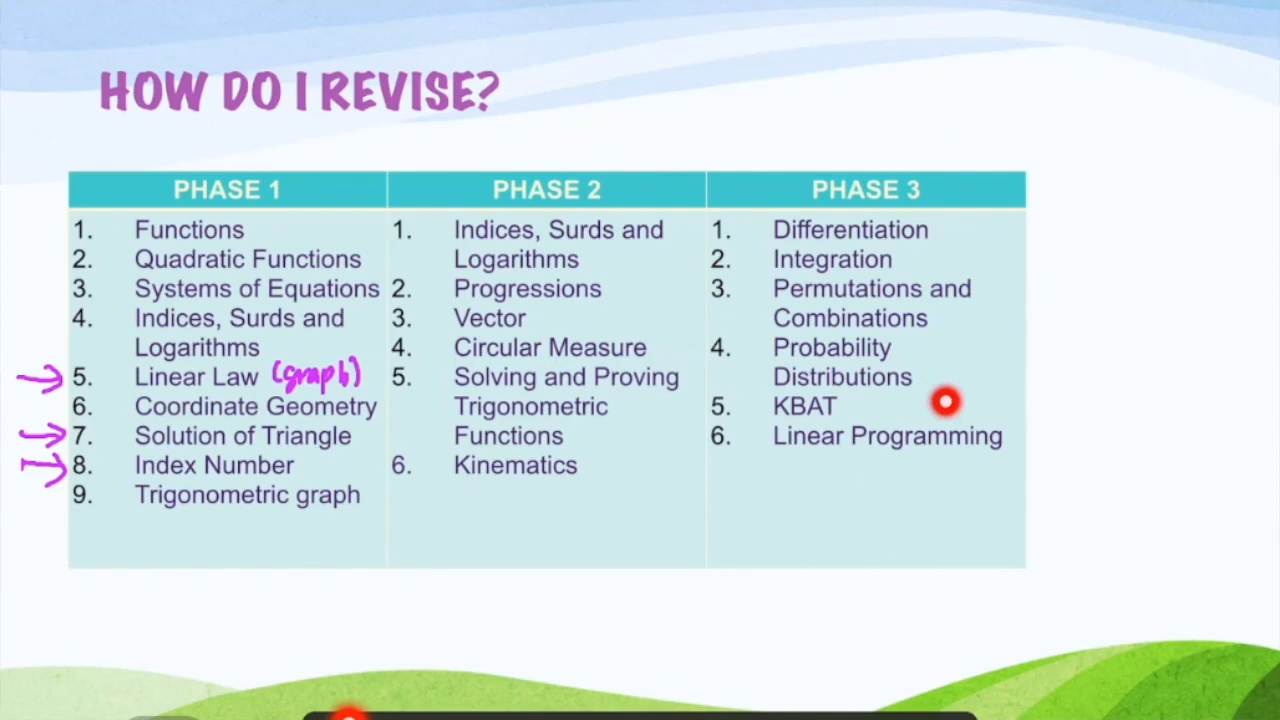 HOW DO I REVISE?
PHASE 1
1. Functions
2. Quadratic Functions
3. Systems of Equations
4. Indices, Surds and
Logarithms
5. Linear Law (graph)
6. Coordinate Geometry
7. Solution of Triangle
8. Index Number
9. Trigonometric graph
PHASE 2
1. Indices, Surds and
Logarithms
2. Progressions
3. Vector
4. Circular Measure
5. Solving and Proving
Trigonometric
Functions
6. Kinematics
PHASE 3
1. Differentiation
2. Integration
3. Permutations and
Combinations
4. Probability
Distributions
5. KBAT
6. Linear Programming